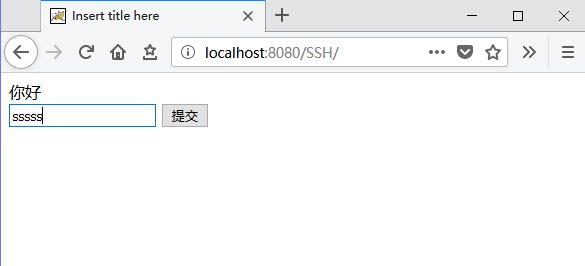 Insert title here
localhost:8080/SSH/
你好
sssss
提交